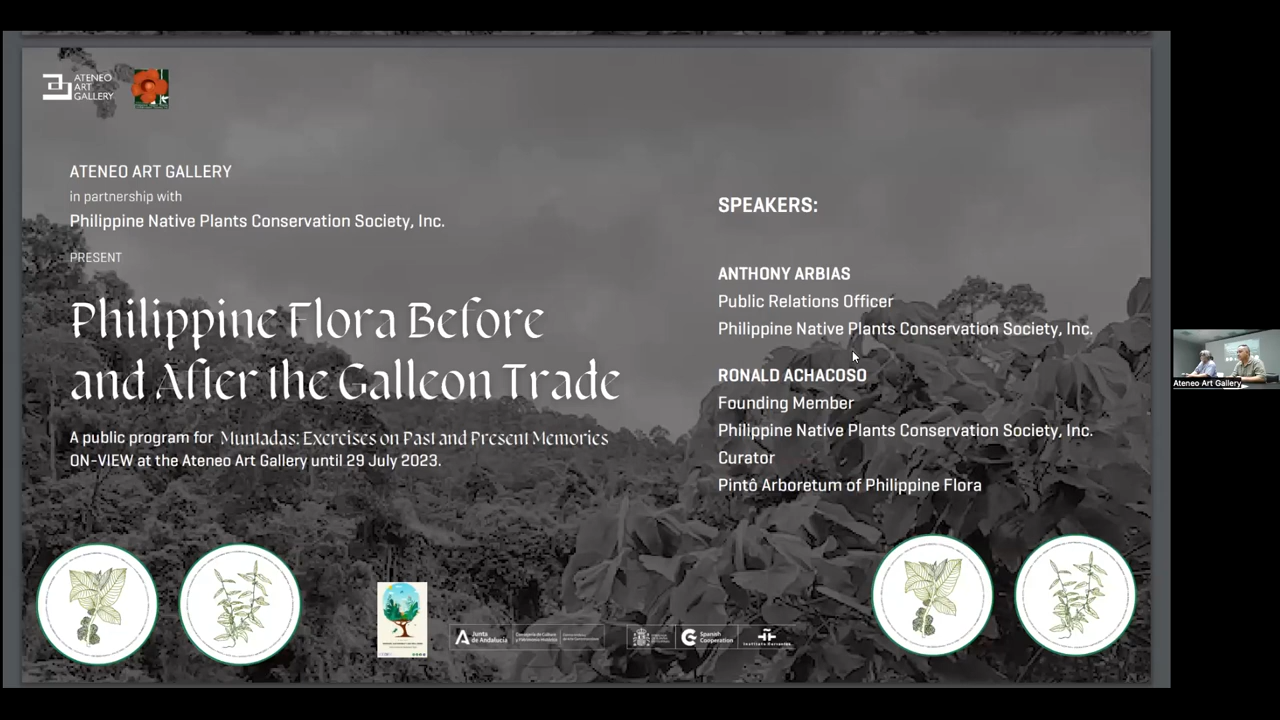 ATENEO
ART
GALLERY
ATENEO ART GALLERY
in partnership with
Philippine Native Plants Conservation Society, Inc.
PRESENT
Philippine Flora Before
and After the Galleon Trade
A public program for Muntadas: Exercises on Past and Present Memories
ON-VIEW at the Ateneo Art Gallery until 29 July 2023.
SPEAKERS:
ANTHONY ARBIAS
Public Relations Officer
Philippine Native Plants Conservation Society, Inc.
RONALD ACHACOSO
Founding Member
Philippine Native Plants Conservation Society, Inc.
Curator
Pintô Arboretum of Philippine Flora
Junta
de Andalucía
Spanish
Cooperation
Instituto Cervantes
Ateneo Art Gallery